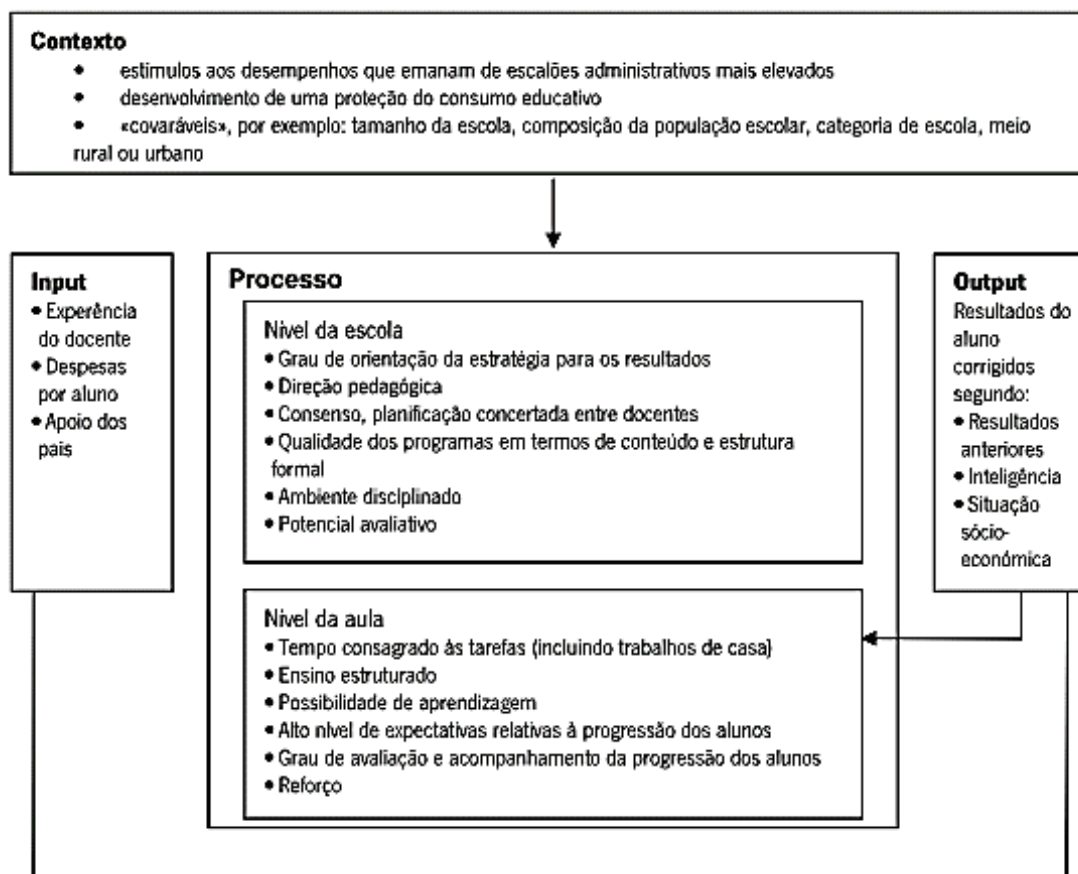 Contexto
• estímulos aos desempenhos que emanam de escalões administrativos mais elevados
• desenvolvimento de uma proteção do consumo educativo
• «covaráveis», por exemplo: tamanho da escola, composição da população escolar, categoria de escola, meio
rural ou urbano
Input
• Experência
do docente
• Despesas
por aluno
• Apoio dos
pais
Processo
Nível da escola
• Grau de orientação da estratégia para os resultados
• Direção pedagógica
• Consenso, planificação concertada entre docentes
• Qualidade dos programas em termos de conteúdo e estrutura
formal
• Ambiente disciplinado
• Potencial avaliativo
Nível da aula
• Tempo consagrado às tarefas (incluindo trabalhos de casa)
• Ensino estruturado
• Possibilidade de aprendizagem
• Alto nível de expectativas relativas à progressão dos alunos
• Grau de avaliação e acompanhamento da progressão dos alunos
• Reforço
Output
Resultados do
aluno
corrigidos
segundo:
• Resultados
anteriores
• Inteligência
• Situação
sócio-
económica